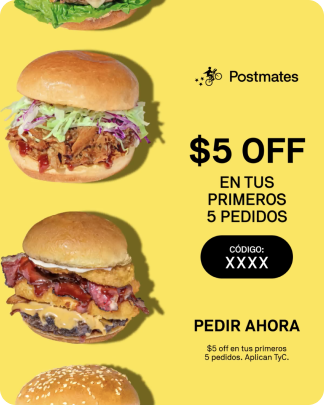 Postmates
$5 OFF
EN TUS
PRIMEROS
5 PEDIDOS
CÓDIGO:
XXXX
PEDIR AHORA
$5 off en tus primeros
5 pedidos. Aplican TyC.